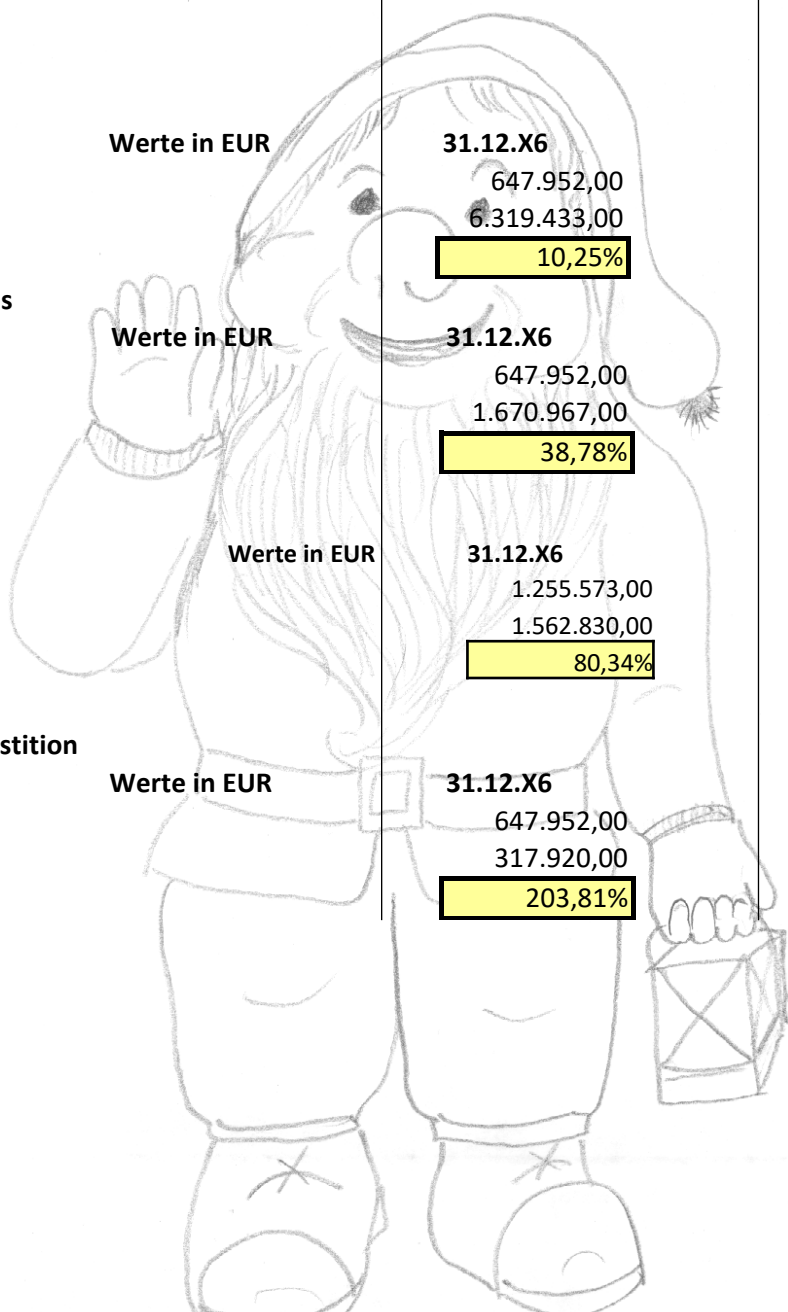 Werte in EUR 31.12.X6
647.952,00
6.319.433,00
10,25%
s
Werte in EUR 31.12.X6
647.952,00
1.670.967,00
38,78%
Werte in EUR 31.12.X6
1.255.573,00
1.562.830,00
80,34%
stition
Werte in EUR 31.12.X6
647.952,00
317.920,00
203,81%